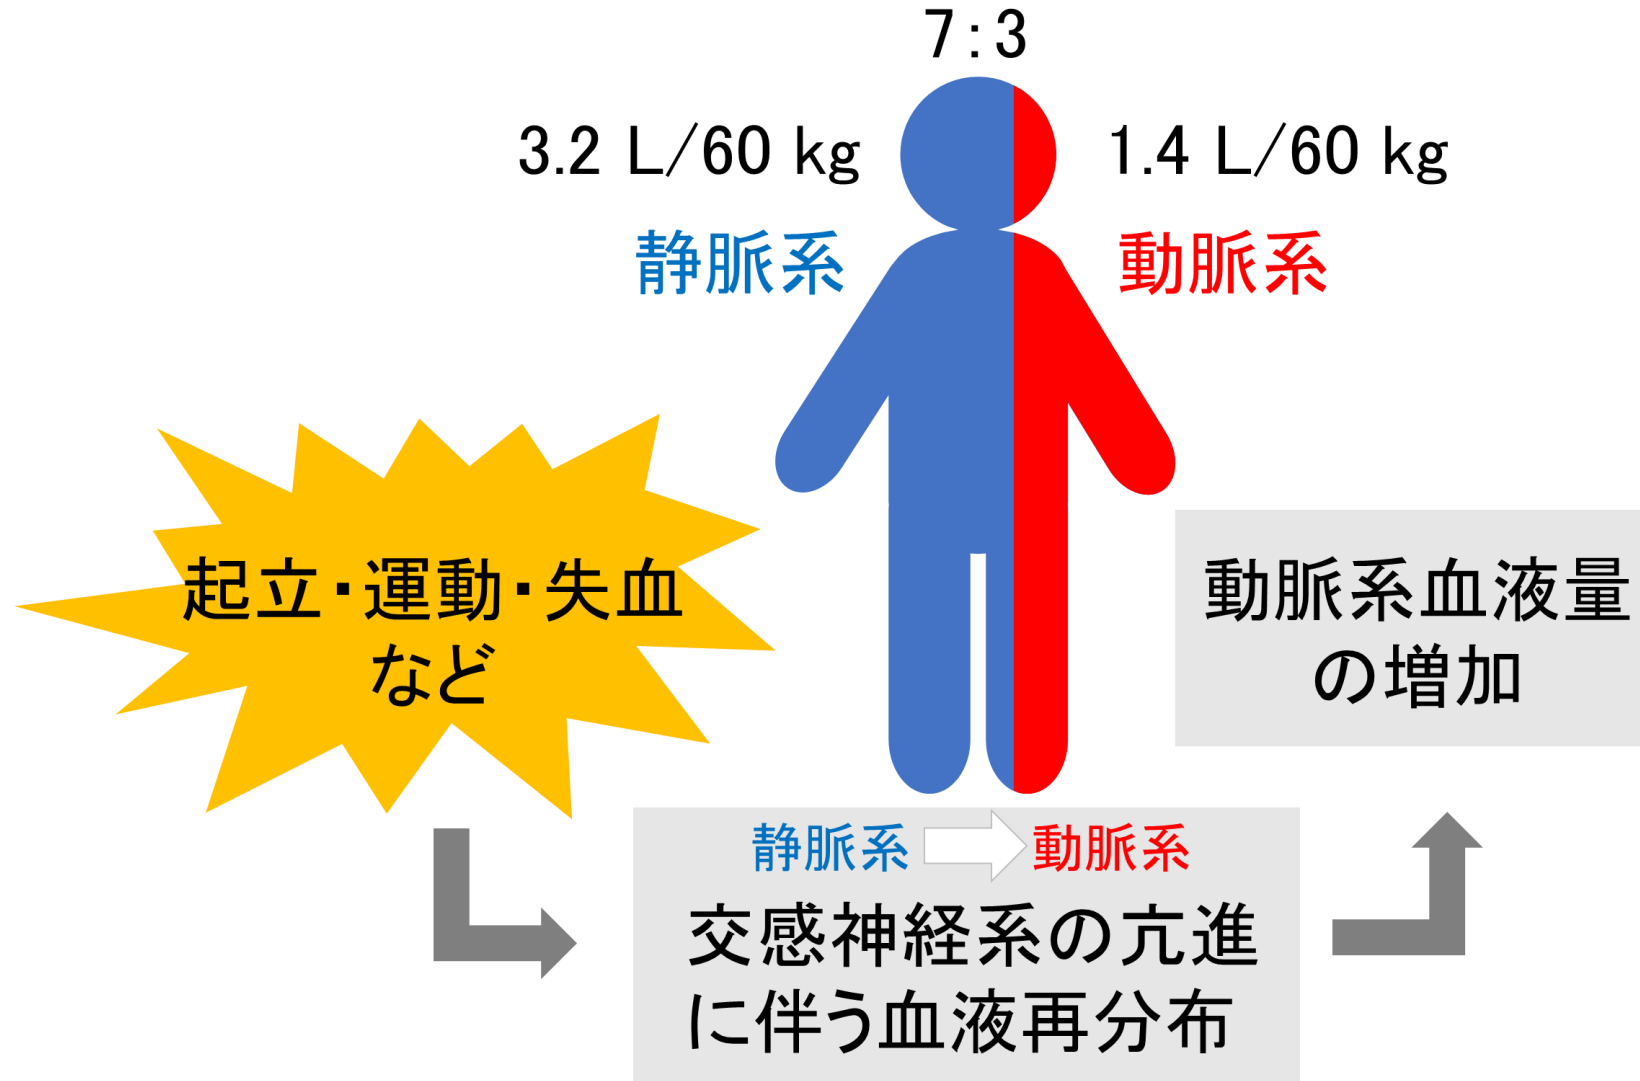 7:3
3.2 L/60 kg
1.4 L/60 kg
静脈系
動脈系
起立・運動・失血
など
動脈系血液量
の増加
静脈系
動脈系
交感神経系の亢進
に伴う血液再分布